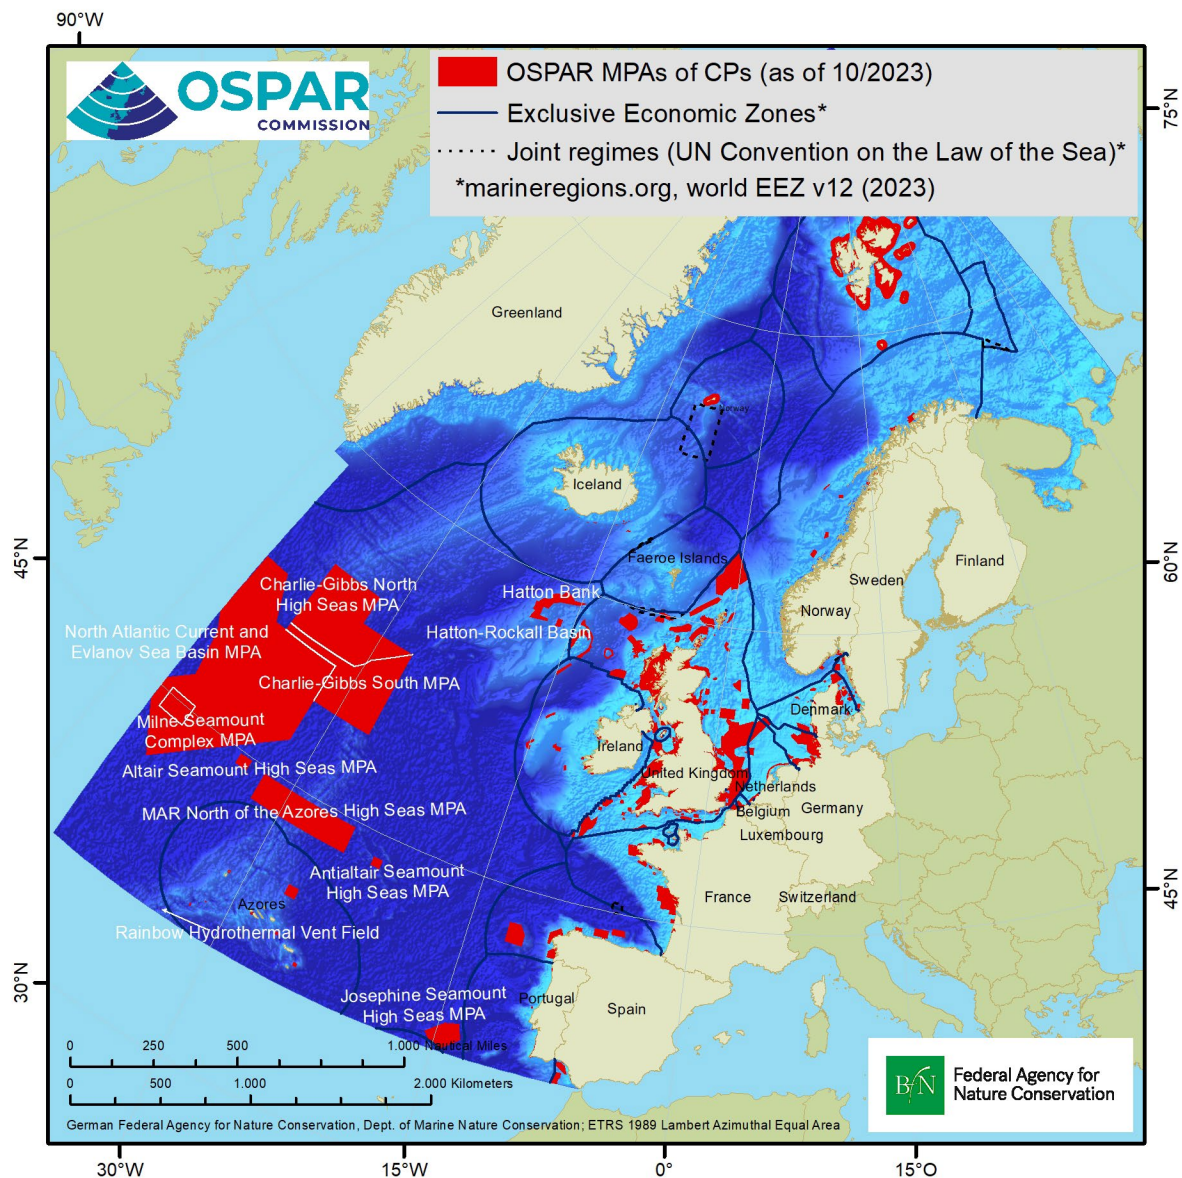 90°W
OSPAR
COMMISSION
OSPAR MPAs of CPs (as of 10/2023)
Exclusive Economic Zones*
Joint regimes (UN Convention on the Law of the Sea)*
*marineregions.org, world EEZ v12 (2023)
75°N
Greenland
Norway
Iceland
45°N
60°N
Faeroe Islands
Finland
Sweden
Norway
Charlie-Gibbs North
High Seas MPA
Hatton Bank
North Atlantic Current and
Evlanov Sea Basin MPA
Hatton-Rockall Basin
Charlie-Gibbs South MPA
Milne Seamount
Complex MPA
Denmark
Ireland
Altair Seamount High Seas MPA
United Kingdom
Netherlands
MAR North of the Azores High Seas MPA
Belgium
Germany
Luxembourg
Antialtair Seamount
High Seas MPA
France
Switzerland
45°N
Azores
Rainbow Hydrothermal Vent Field
30°N
Josephine Seamount
High Seas MPA
Portugal
Spain
0 250 500 1.000 Nautical Miles
0 500 1.000 2.000 Kilometers
BfN
Federal Agency for
Nature Conservation
German Federal Agency for Nature Conservation, Dept. of Marine Nature Conservation; ETRS 1989 Lambert Azimuthal Equal Area
30°W
15°W
0°
15°O